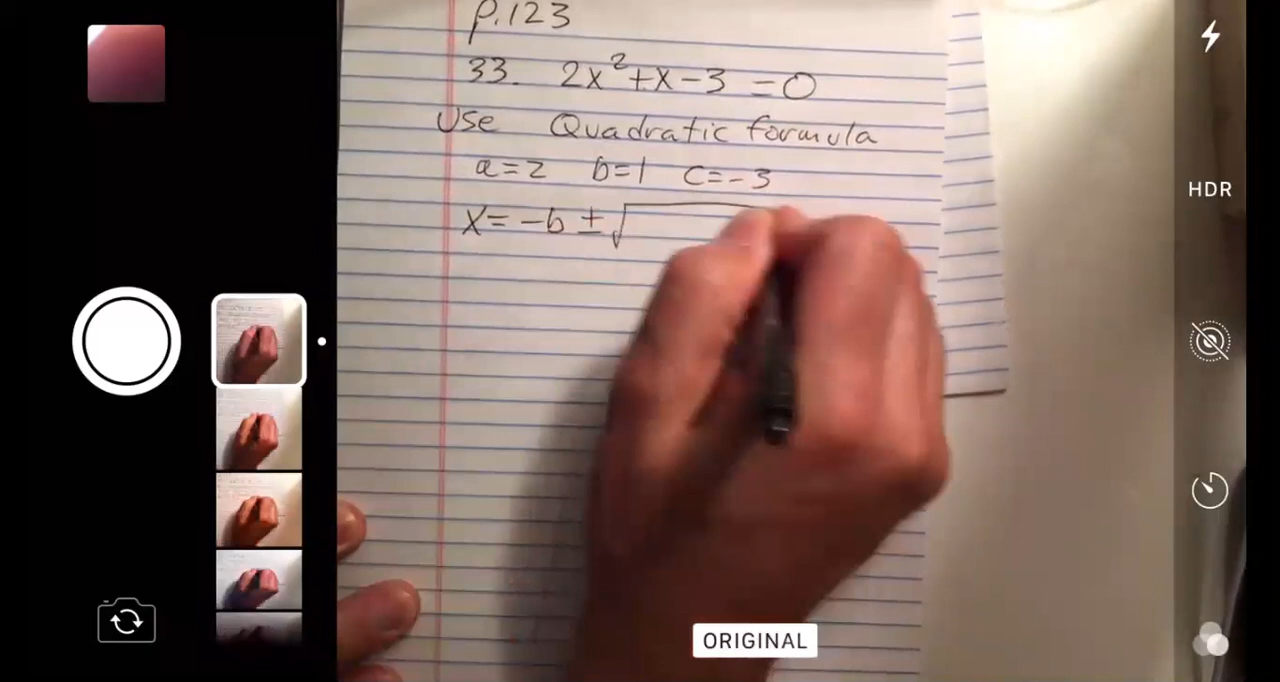 p.123
33. 2x²+x-3=0
Use Quadratic formula
a=2 b=1 c=-3
x=-b±√
HDR
ORIGINAL